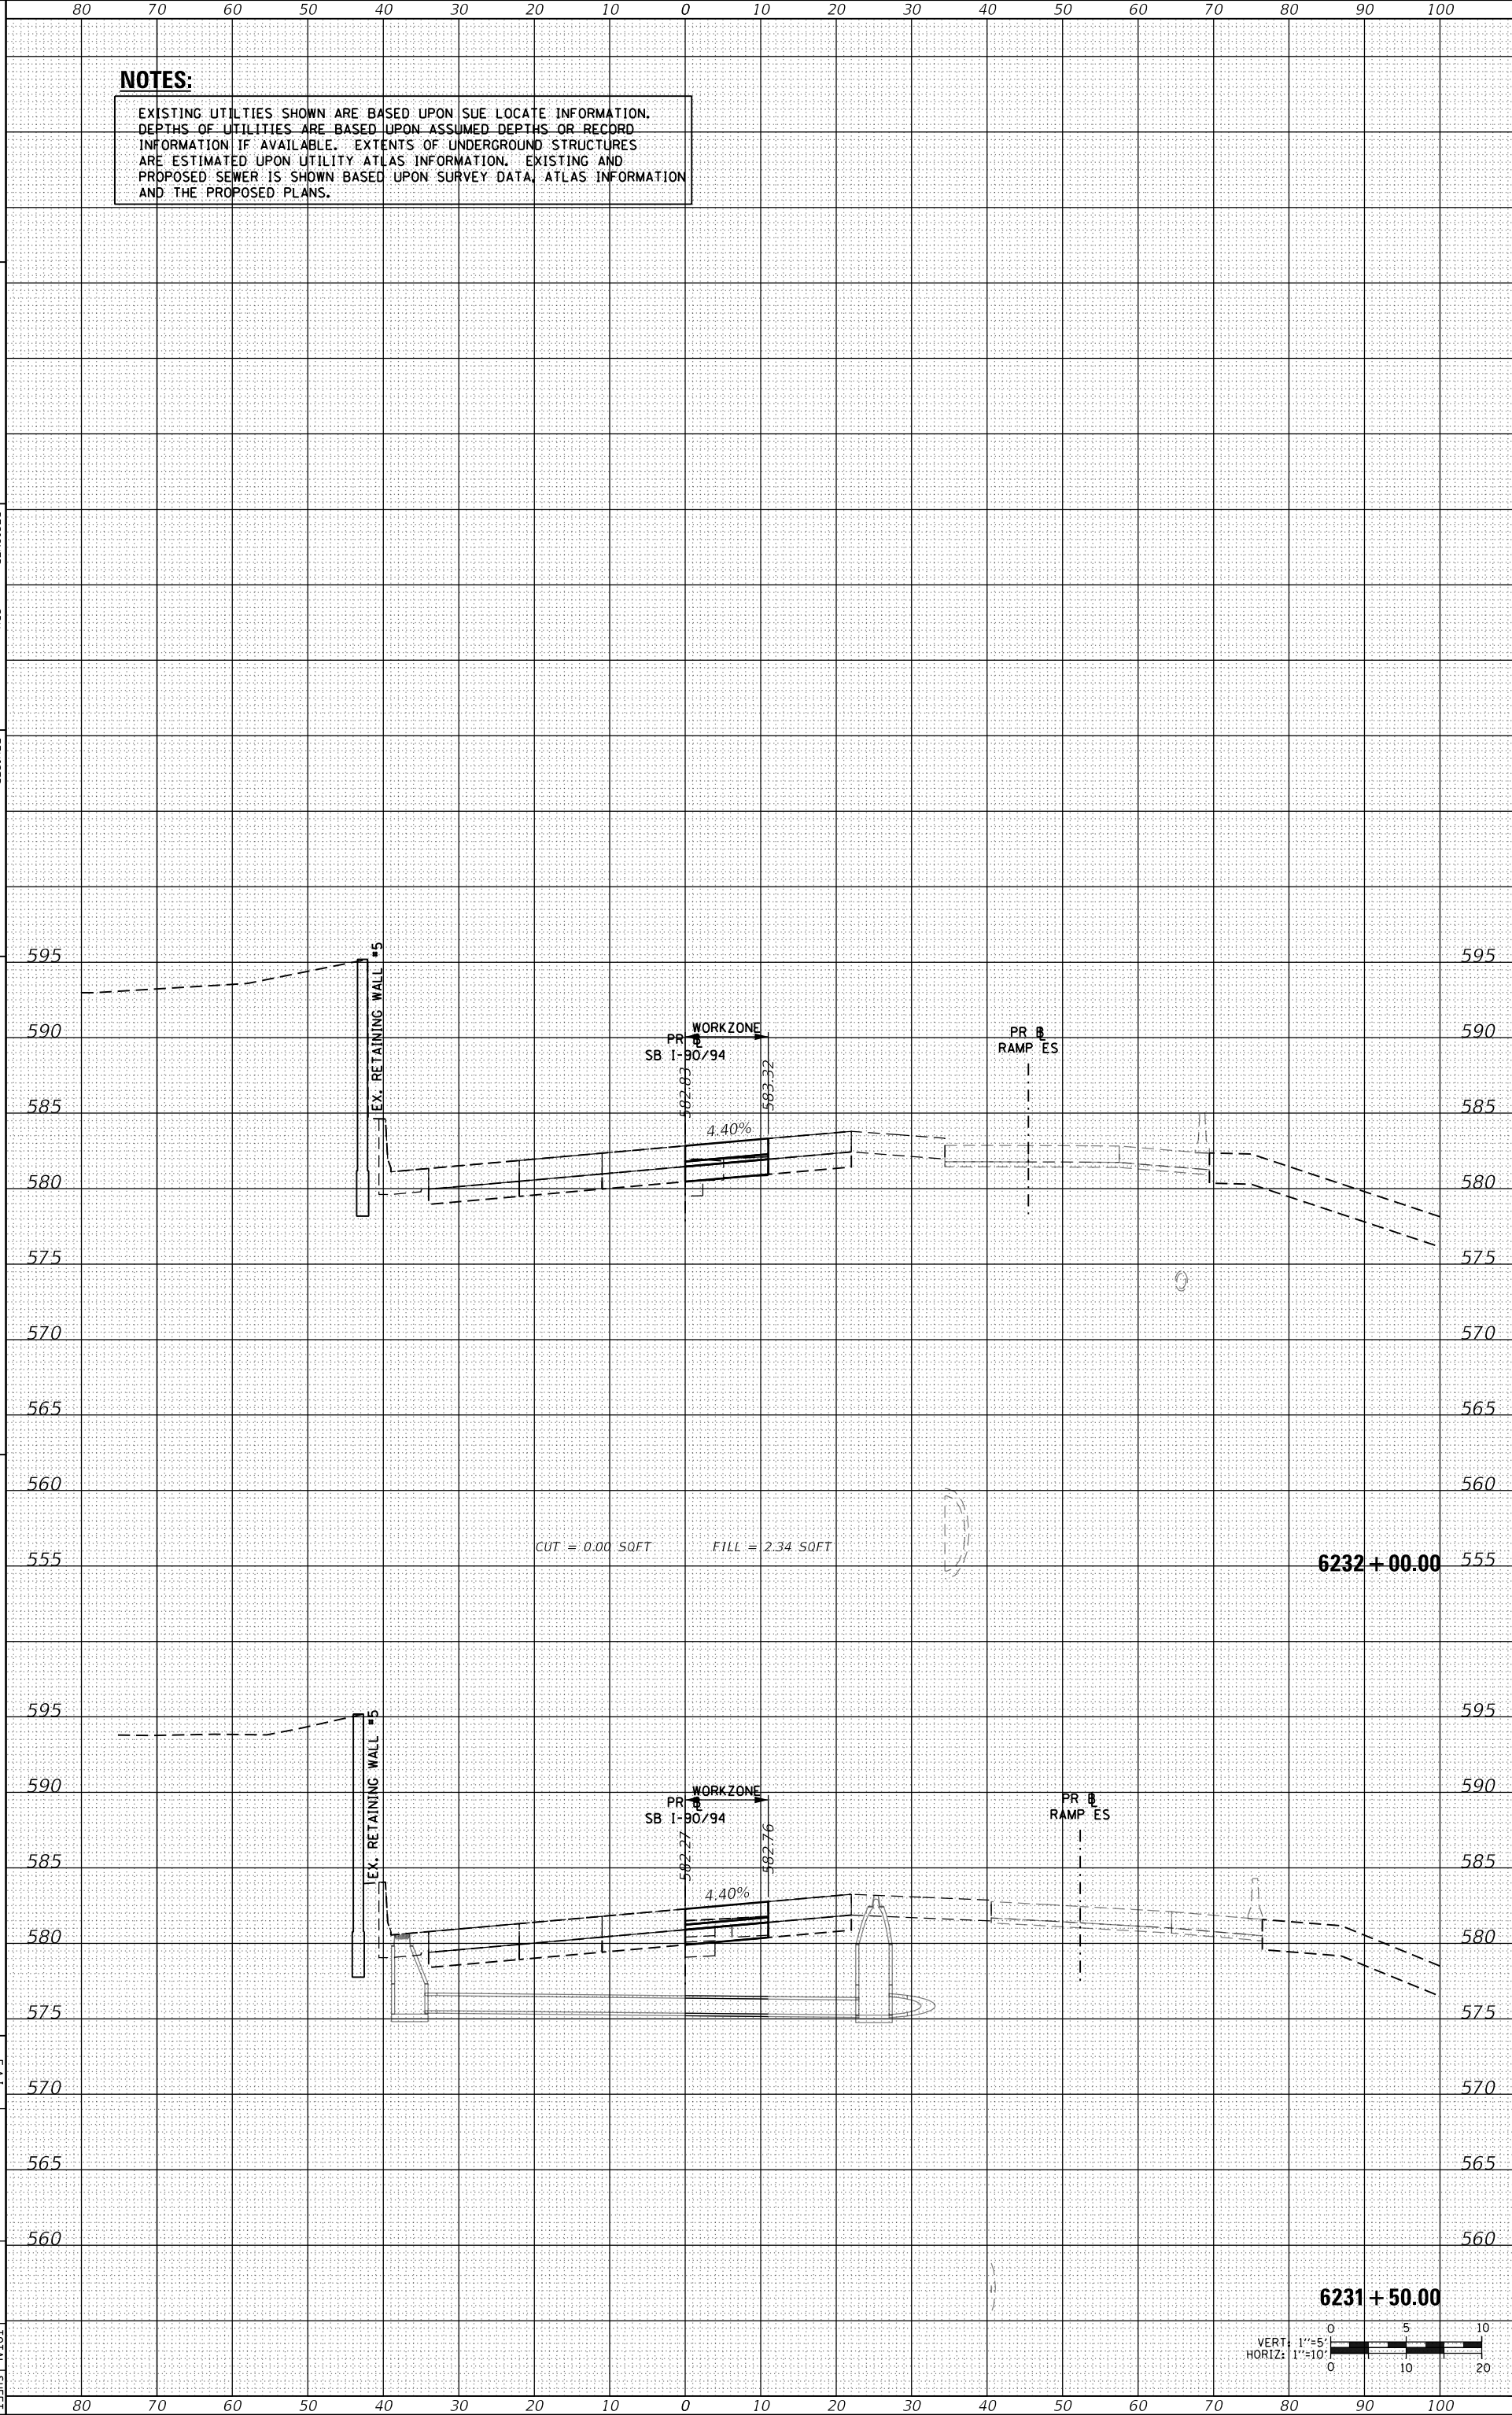 80 70 60 50 40 30 20 10 0 10 20 30 40 50 60 70 80 90 100
NOTES:
EXISTING UTILTIES SHOWN ARE BASED UPON SUE LOCATE INFORMATION.
DEPTHS OF UTILITIES ARE BASED UPON ASSUMED DEPTHS OR RECORD
INFORMATION IF AVAILABLE. EXTENTS OF UNDERGROUND STRUCTURES
ARE ESTIMATED UPON UTILITY ATLAS INFORMATION. EXISTING AND
PROPOSED SEWER IS SHOWN BASED UPON SURVEY DATA, ATLAS INFORMATION
AND THE PROPOSED PLANS.
595 595
EX. RETAINING WALL #5
590 590
WORKZONE
PR BL
SB I-90/94
PR BL
RAMP ES
582.83
583.32
585 585
4.40%
580 580
575 575
570 570
565 565
560 560
CUT = 0.00 SQFT FILL = 2.34 SQFT
555 6232+00.00 555
595 595
EX. RETAINING WALL #5
590 590
WORKZONE
PR BL
SB I-90/94
PR BL
RAMP ES
582.27
582.76
585 585
4.40%
580 580
575 575
570 570
565 565
560 560
6231+50.00
0 5 10
VERT: 1''=5'
HORIZ: 1''=10'
0 10 20
80 70 60 50 40 30 20 10 0 10 20 30 40 50 60 70 80 90 100